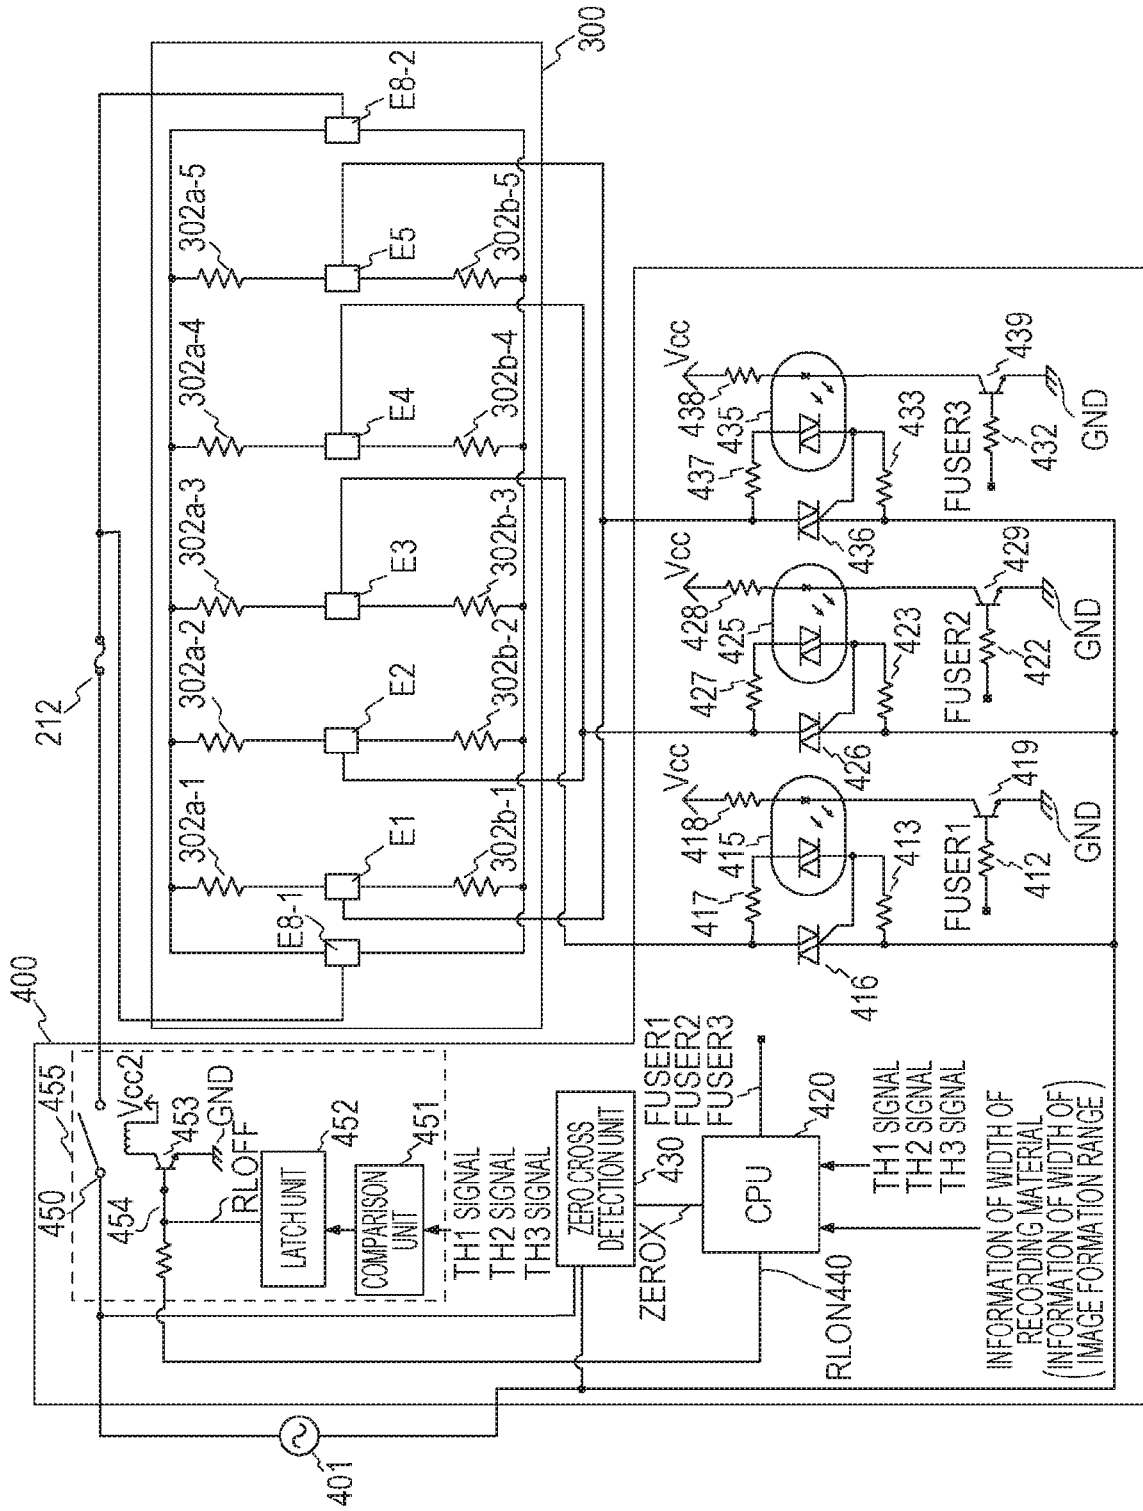 400
450
455
454
Vcc2
453
GND
RLOFF
452
LATCH UNIT
451
COMPARISON
UNIT
TH1 SIGNAL
TH2 SIGNAL
TH3 SIGNAL
401
212
300
E8-1
302a-1
302a-2
302a-3
302a-4
302a-5
E1
E2
E3
E4
E5
E8-2
302b-1
302b-2
302b-3
302b-4
302b-5
ZERO CROSS
DETECTION UNIT
430
ZEROX
FUSER1
FUSER2
FUSER3
420
CPU
RLON440
TH1 SIGNAL
TH2 SIGNAL
TH3 SIGNAL
INFORMATION OF WIDTH OF
RECORDING MATERIAL
(INFORMATION OF WIDTH OF
IMAGE FORMATION RANGE)
Vcc
418
415
417
416
413
FUSER1
412
419
GND
Vcc
428
425
427
426
423
FUSER2
422
429
GND
Vcc
438
435
437
436
433
FUSER3
432
439
GND